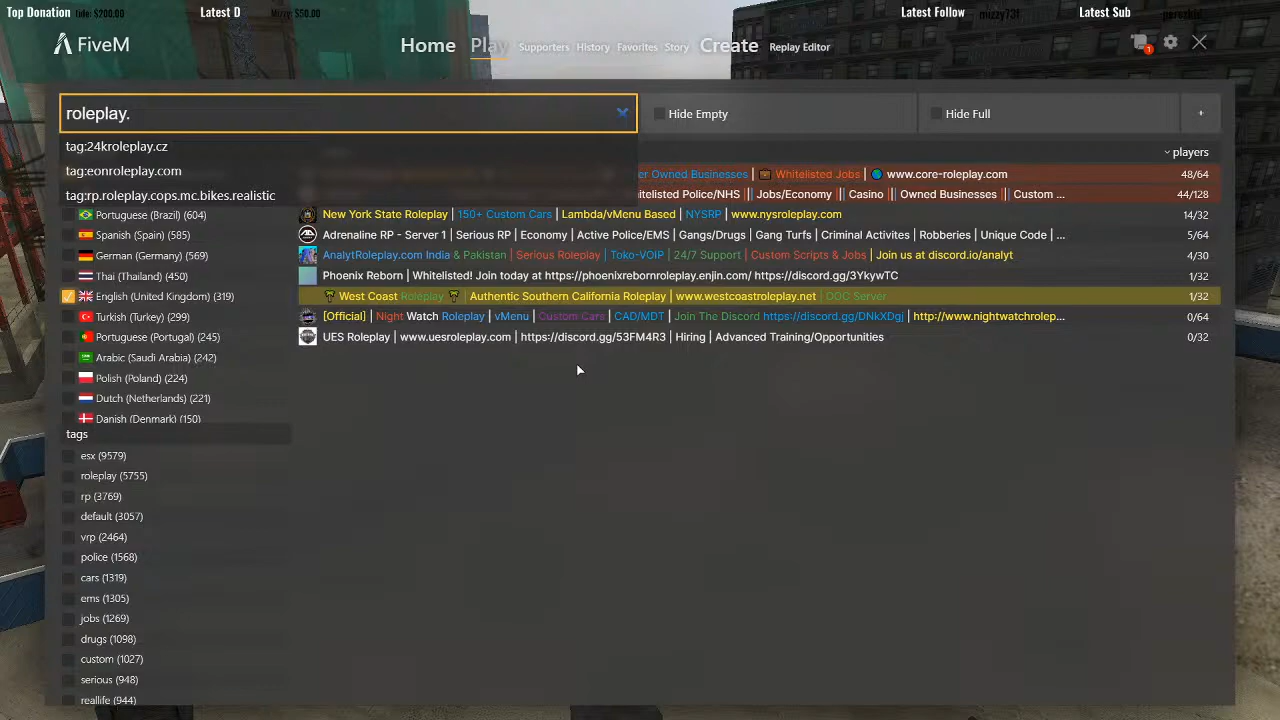 Top Donation Idle: $200.00 Latest D Mizzy: $50.00 Latest Follow mizzy73f Latest Sub
FiveM Home Play Supporters History Favorites Story Create Replay Editor 1
roleplay. Hide Empty Hide Full +
tag:24kroleplay.cz
players
tag:eonroleplay.com
er Owned Businesses | Whitelisted Jobs | www.core-roleplay.com 48/64
tag:rp.roleplay.cops.mc.bikes.realistic
itelisted Police/NHS || Jobs/Economy || Casino || Owned Businesses || Custom ... 44/128
Portuguese (Brazil) (604)
New York State Roleplay | 150+ Custom Cars | Lambda/vMenu Based | NYSRP | www.nysroleplay.com 14/32
Spanish (Spain) (585)
Adrenaline RP - Server 1 | Serious RP | Economy | Active Police/EMS | Gangs/Drugs | Gang Turfs | Criminal Activites | Robberies | Unique Code | ... 5/64
German (Germany) (569)
AnalytRoleplay.com India & Pakistan | Serious Roleplay | Toko-VOIP | 24/7 Support | Custom Scripts & Jobs | Join us at discord.io/analyt 4/30
Thai (Thailand) (450)
Phoenix Reborn | Whitelisted! Join today at https://phoenixrebornroleplay.enjin.com/ https://discord.gg/3YkywTC 1/32
English (United Kingdom) (319)
West Coast Roleplay | Authentic Southern California Roleplay | www.westcoastroleplay.net | DOC Server 1/32
Turkish (Turkey) (299)
[Official] | Night Watch Roleplay | vMenu | Custom Cars | CAD/MDT | Join The Discord https://discord.gg/DNkXDgj | http://www.nightwatchrolep... 0/64
Portuguese (Portugal) (245)
UES Roleplay | www.uesroleplay.com | https://discord.gg/53FM4R3 | Hiring | Advanced Training/Opportunities 0/32
Arabic (Saudi Arabia) (242)
Polish (Poland) (224)
Dutch (Netherlands) (221)
Danish (Denmark) (150)
tags
esx (9579)
roleplay (5755)
rp (3769)
default (3057)
vrp (2464)
police (1568)
cars (1319)
ems (1305)
jobs (1269)
drugs (1098)
custom (1027)
serious (948)
reallife (944)